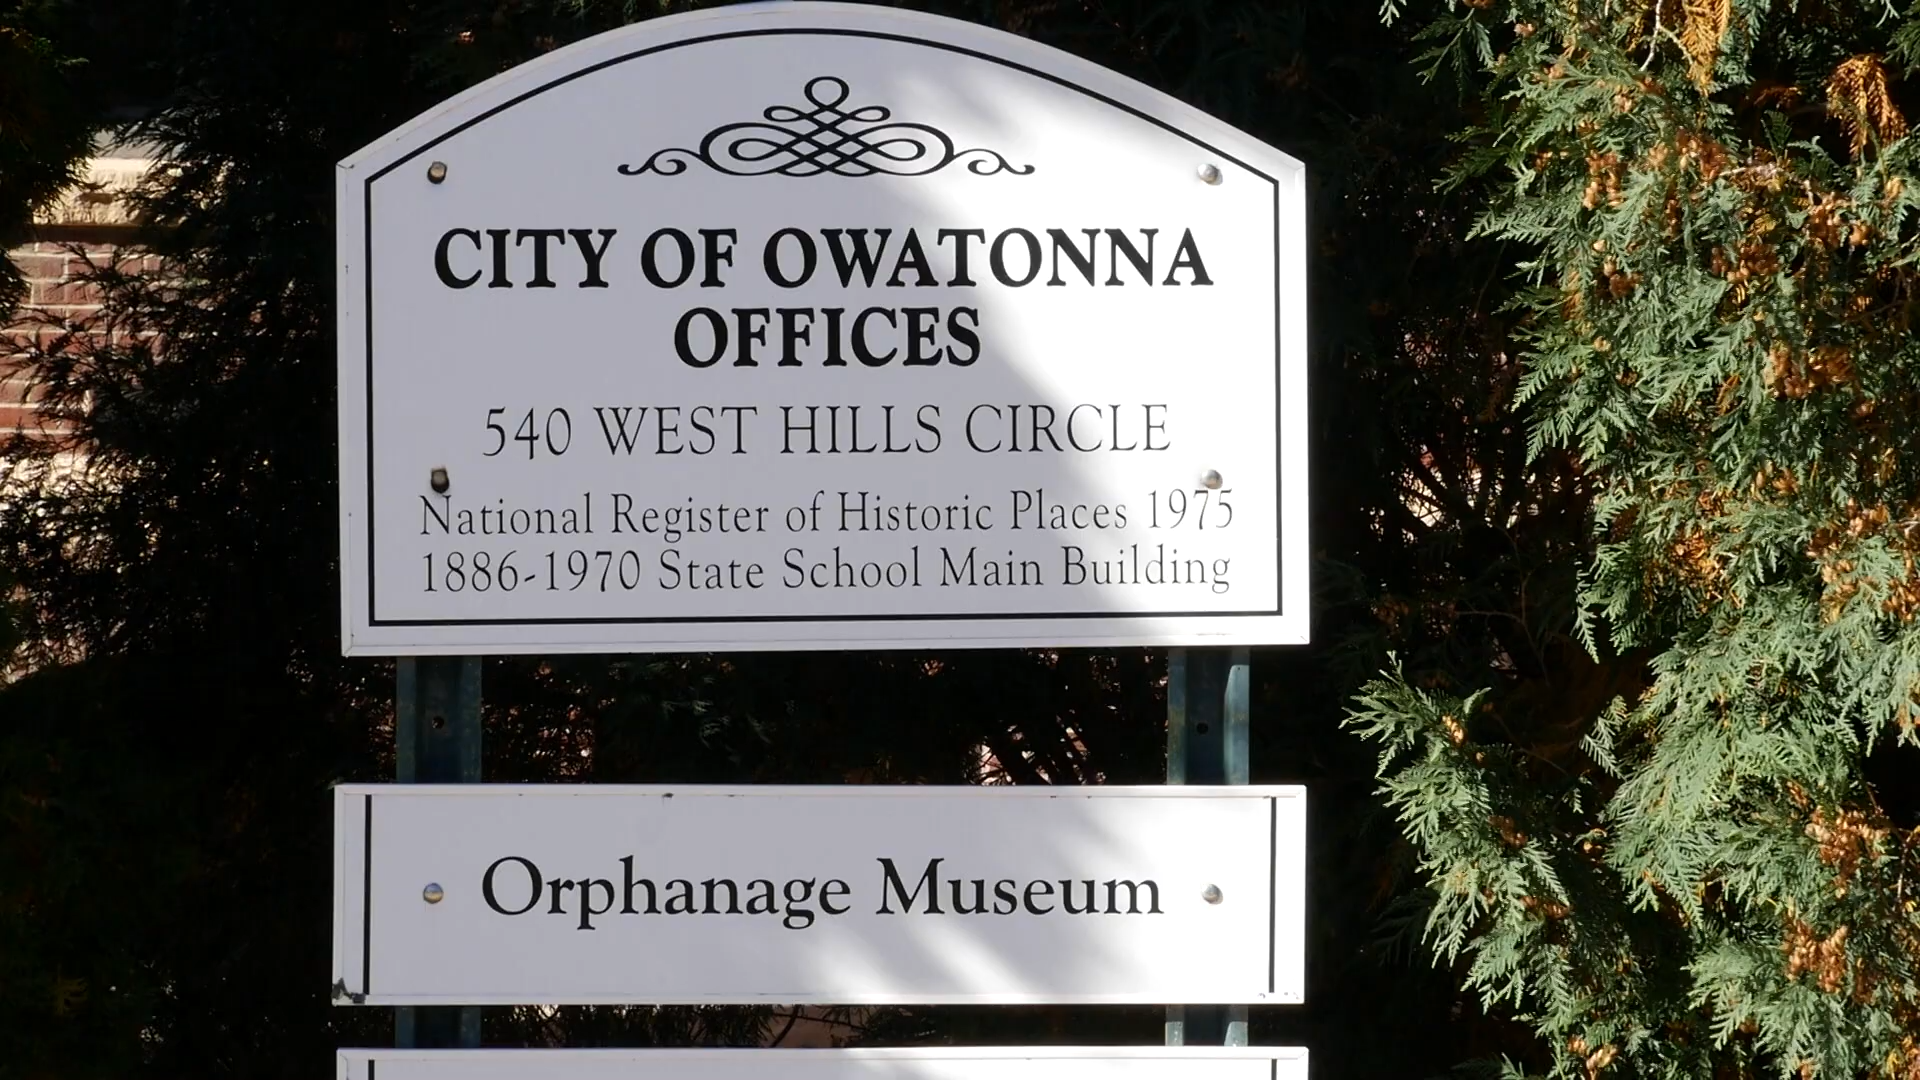 CITY OF OWATONNA
OFFICES
540 WEST HILLS CIRCLE
National Register of Historic Places 1975
1886-1970 State School Main Building
Orphanage Museum